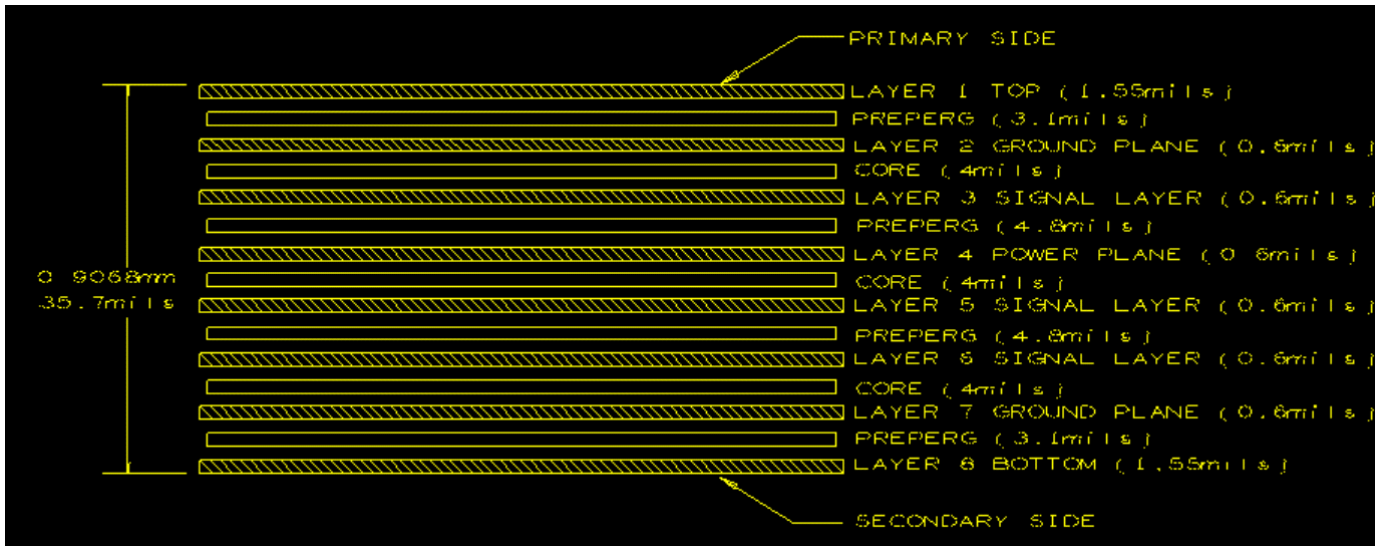 PRIMARY SIDE
LAYER 1 TOP (1.55mils)
PREPERG (3.1mils)
LAYER 2 GROUND PLANE (0.6mils)
CORE (4mils)
LAYER 3 SIGNAL LAYER (0.6mils)
PREPERG (4.8mils)
LAYER 4 POWER PLANE (0 6mils)
0 9068mm
CORE (4mils)
35.7mils
LAYER 5 SIGNAL LAYER (0.6mils)
PREPERG (4.8mils)
LAYER 6 SIGNAL LAYER (0.6mils)
CORE (4mils)
LAYER 7 GROUND PLANE (0.6mils)
PREPERG (3.1mils)
LAYER 8 BOTTOM (1.55mils)
SECONDARY SIDE